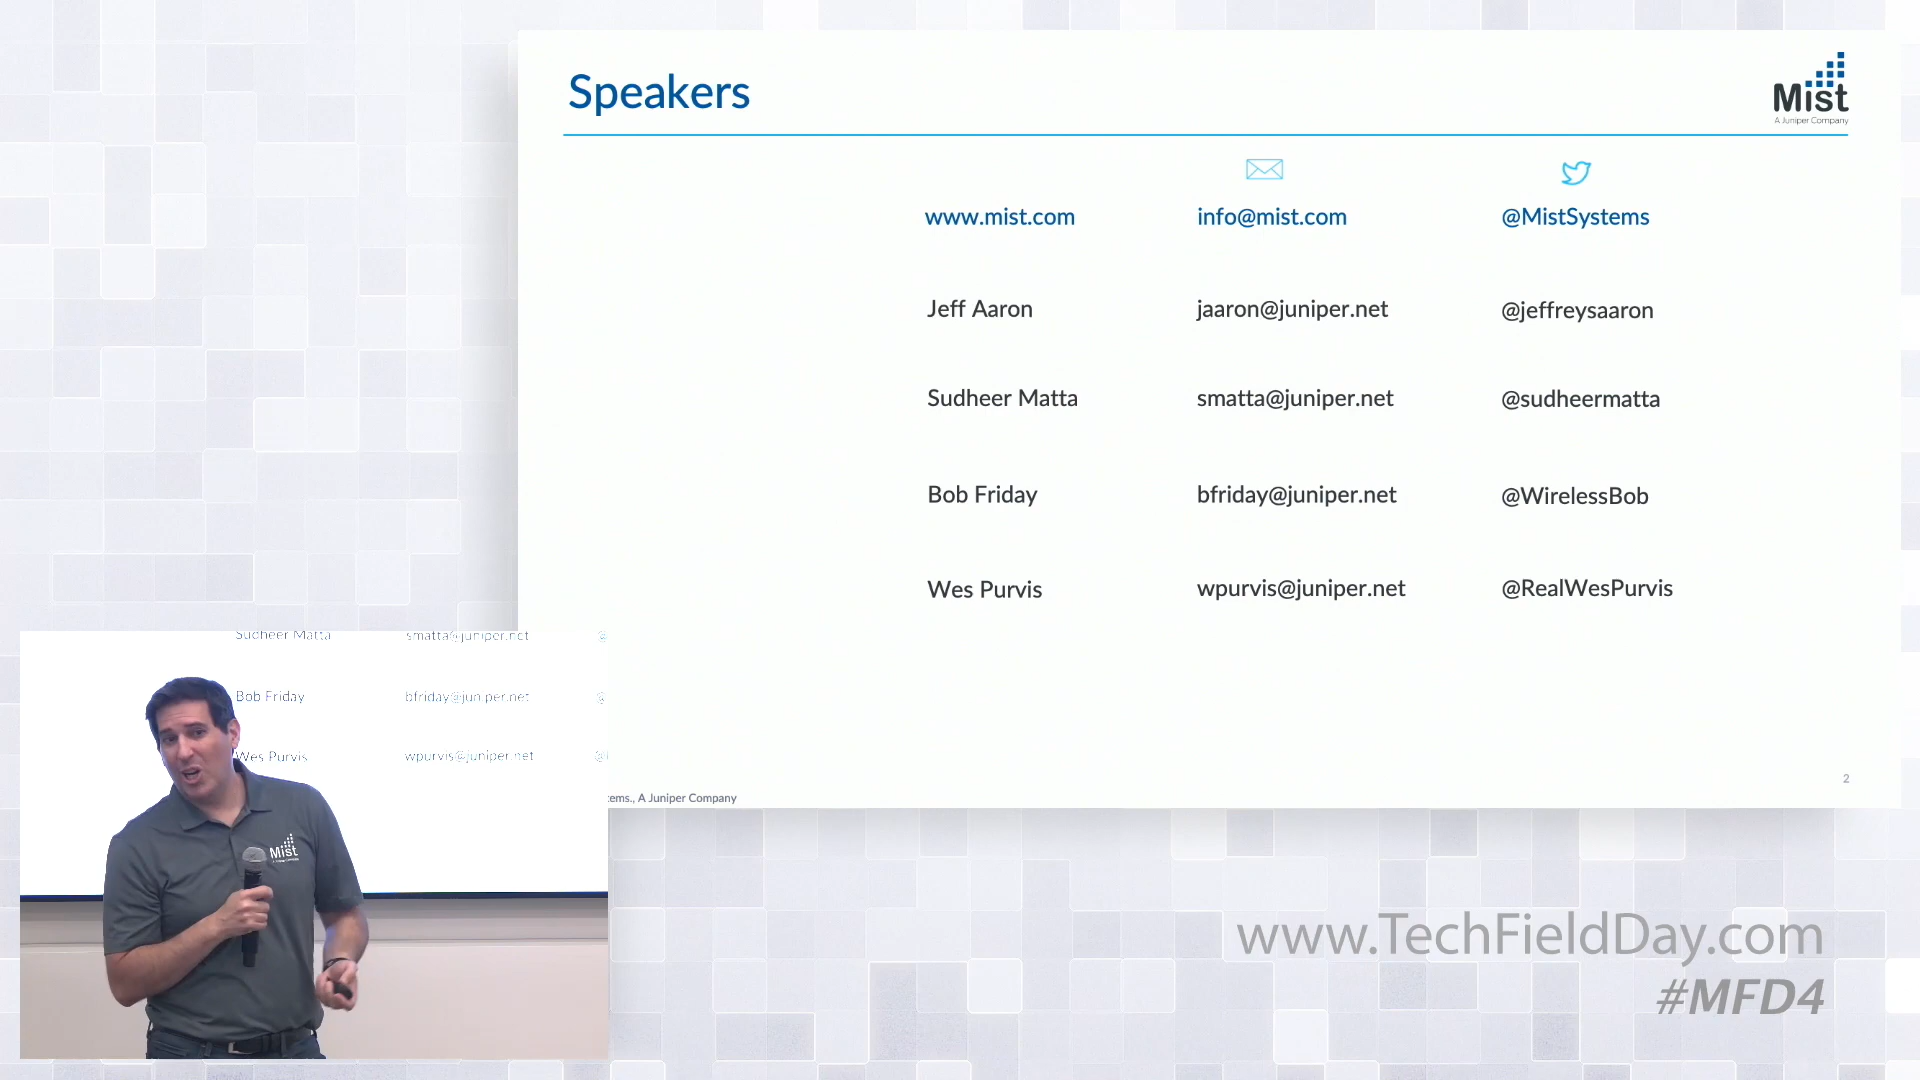 Speakers
Mist
A Juniper Company
www.mist.com info@mist.com @MistSystems
Jeff Aaron jaaron@juniper.net @jeffreysaaron
Sudheer Matta smatta@juniper.net @sudheermatta
Bob Friday bfriday@juniper.net @WirelessBob
Wes Purvis wpurvis@juniper.net @RealWesPurvis
2
A Juniper Company
Sudheer Matta smatta@juniper.net @
Bob Friday bfriday@juniper.net @
Wes Purvis wpurvis@juniper.net @
Mist
www.TechFieldDay.com
#MFD4